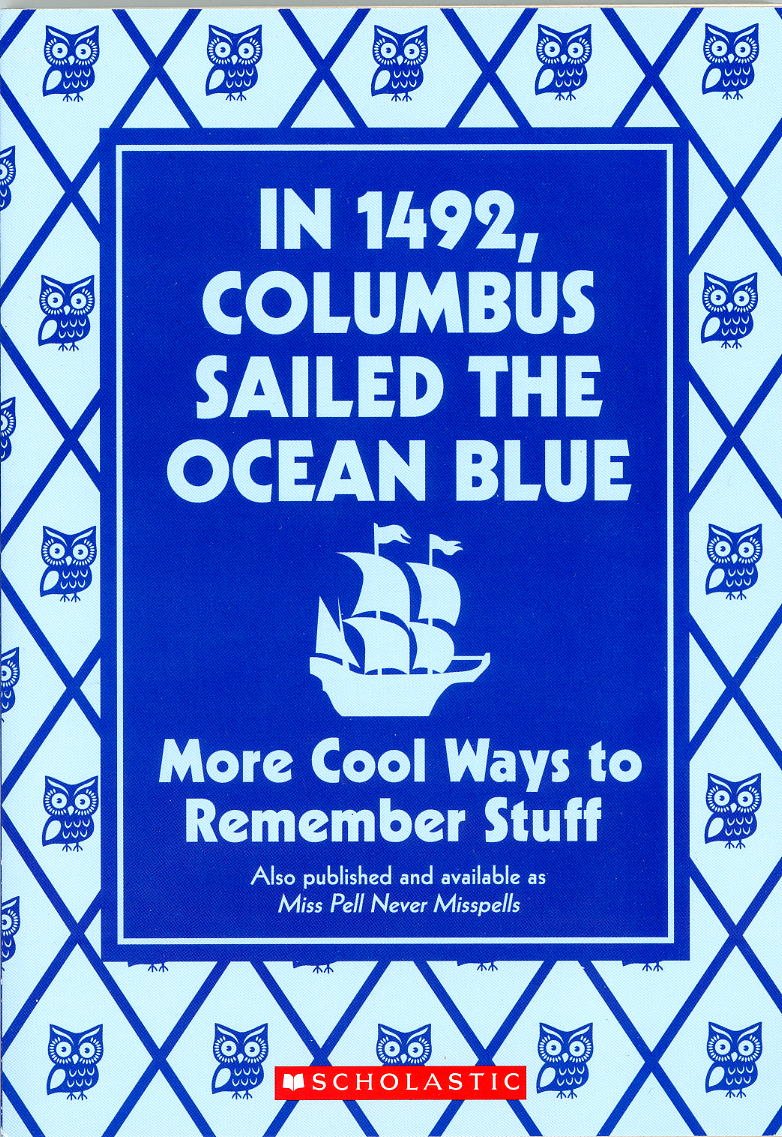 IN 1492,
COLUMBUS
SAILED THE
OCEAN BLUE
More Cool Ways to
Remember Stuff
Also published and available as
Miss Pell Never Misspells
SCHOLASTIC